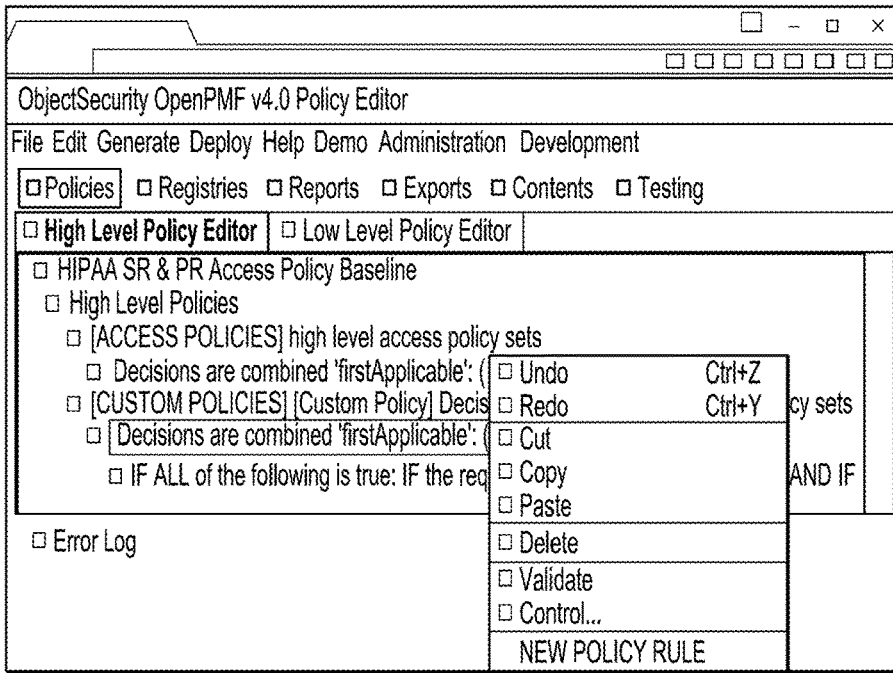 ObjectSecurity OpenPMF v4.0 Policy Editor
File Edit Generate Deploy Help Demo Administration Development
Policies Registries Reports Exports Contents Testing
High Level Policy Editor Low Level Policy Editor
HIPAA SR & PR Access Policy Baseline
High Level Policies
[ACCESS POLICIES] high level access policy sets
Decisions are combined 'firstApplicable': (
Undo Ctrl+Z
[CUSTOM POLICIES] [Custom Policy] Decis
Redo Ctrl+Y
cy sets
Decisions are combined 'firstApplicable': (
Cut
IF ALL of the following is true: IF the req
Copy
AND IF
Paste
Error Log
Delete
Validate
Control...
NEW POLICY RULE